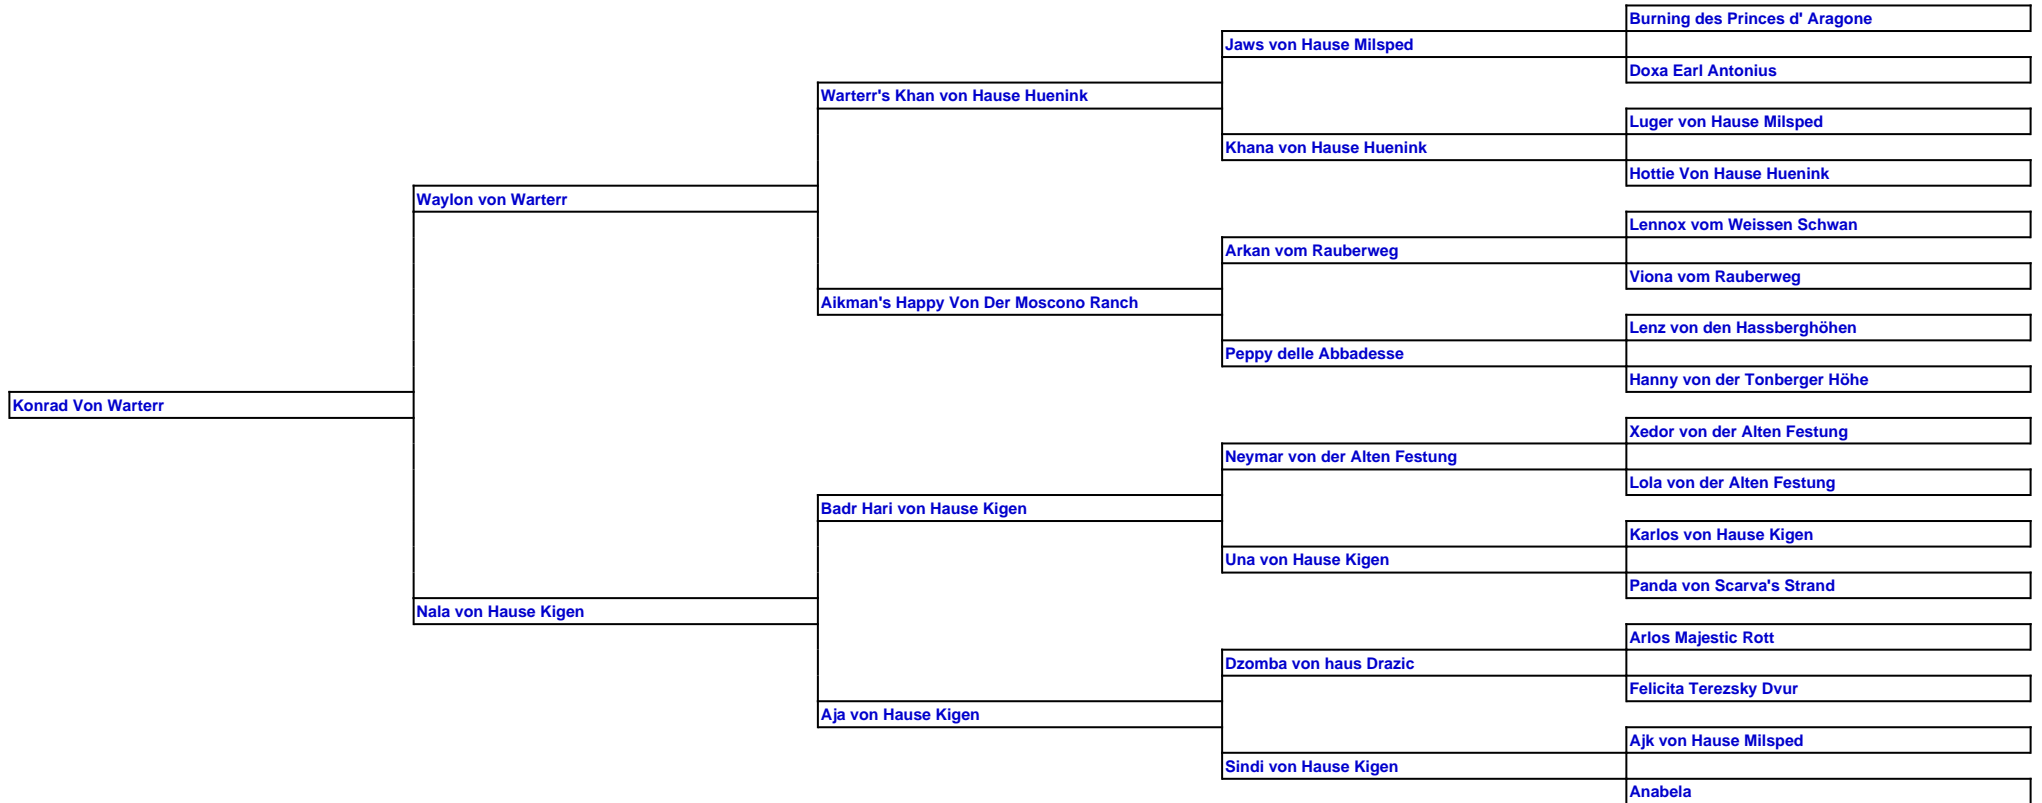 Burning des Princes d' Aragone
Jaws von Hause Milsped
Doxa Earl Antonius
Warterr's Khan von Hause Huenink
Luger von Hause Milsped
Khana von Hause Huenink
Hottie Von Hause Huenink
Waylon von Warterr
Lennox vom Weissen Schwan
Arkan vom Rauberweg
Viona vom Rauberweg
Aikman's Happy Von Der Moscono Ranch
Lenz von den Hassberghöhen
Peppy delle Abbadesse
Hanny von der Tonberger Höhe
Konrad Von Warterr
Xedor von der Alten Festung
Neymar von der Alten Festung
Lola von der Alten Festung
Badr Hari von Hause Kigen
Karlos von Hause Kigen
Una von Hause Kigen
Panda von Scarva's Strand
Nala von Hause Kigen
Arlos Majestic Rott
Dzomba von haus Drazic
Felicita Terezsky Dvur
Aja von Hause Kigen
Ajk von Hause Milsped
Sindi von Hause Kigen
Anabela